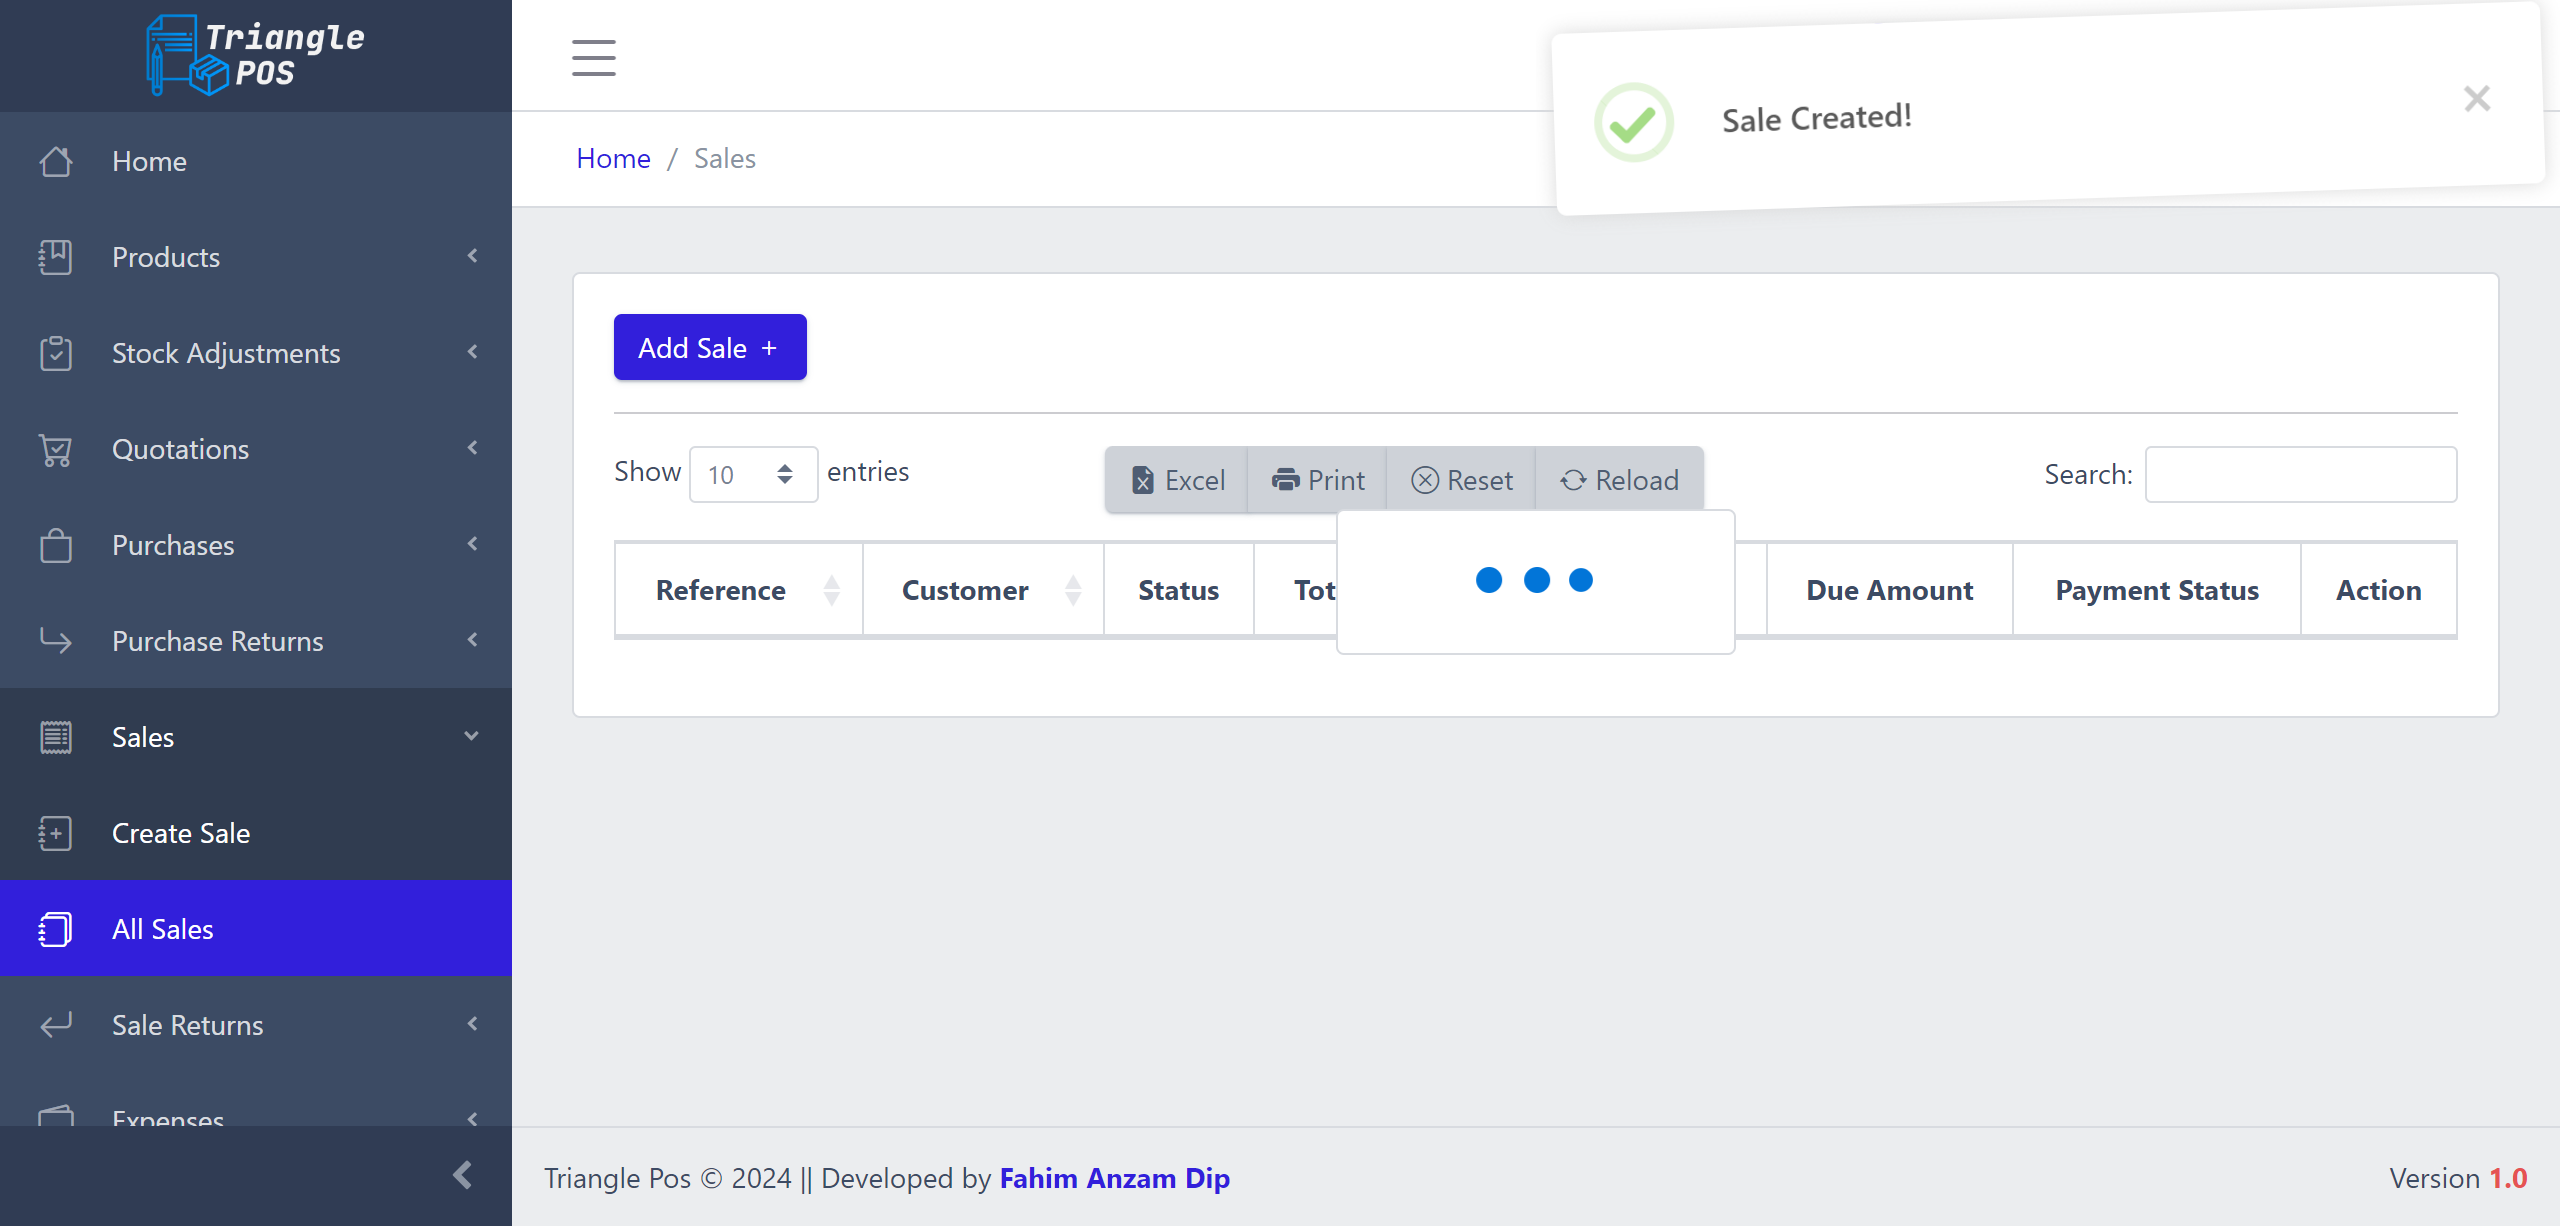 Triangle
POS
Home
Products
Stock Adjustments
Quotations
Purchases
Purchase Returns
Sales
Create Sale
All Sales
Sale Returns
Expenses
Home / Sales
Sale Created!
Add Sale +
Show 10 entries
Excel Print Reset Reload
Search:
Reference Customer Status Tot Due Amount Payment Status Action
Triangle Pos © 2024 || Developed by Fahim Anzam Dip
Version 1.0